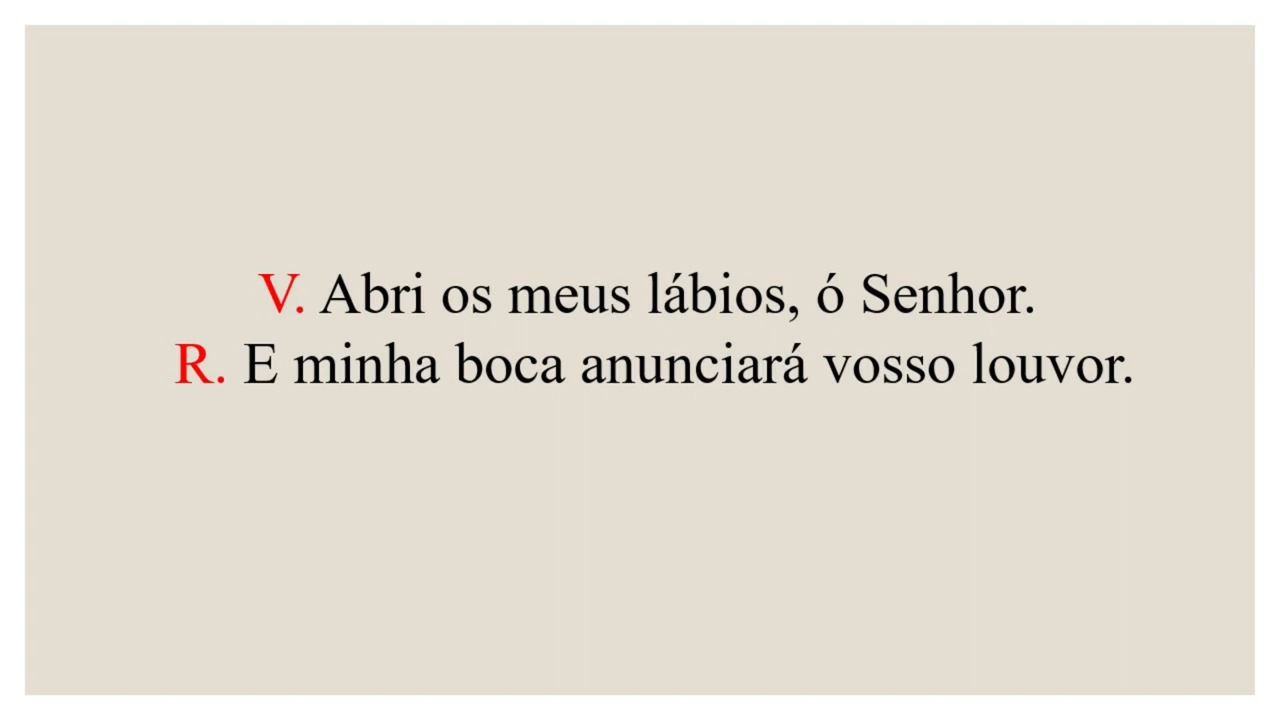 V. Abri os meus lábios, ó Senhor.
R. E minha boca anunciará vosso louvor.